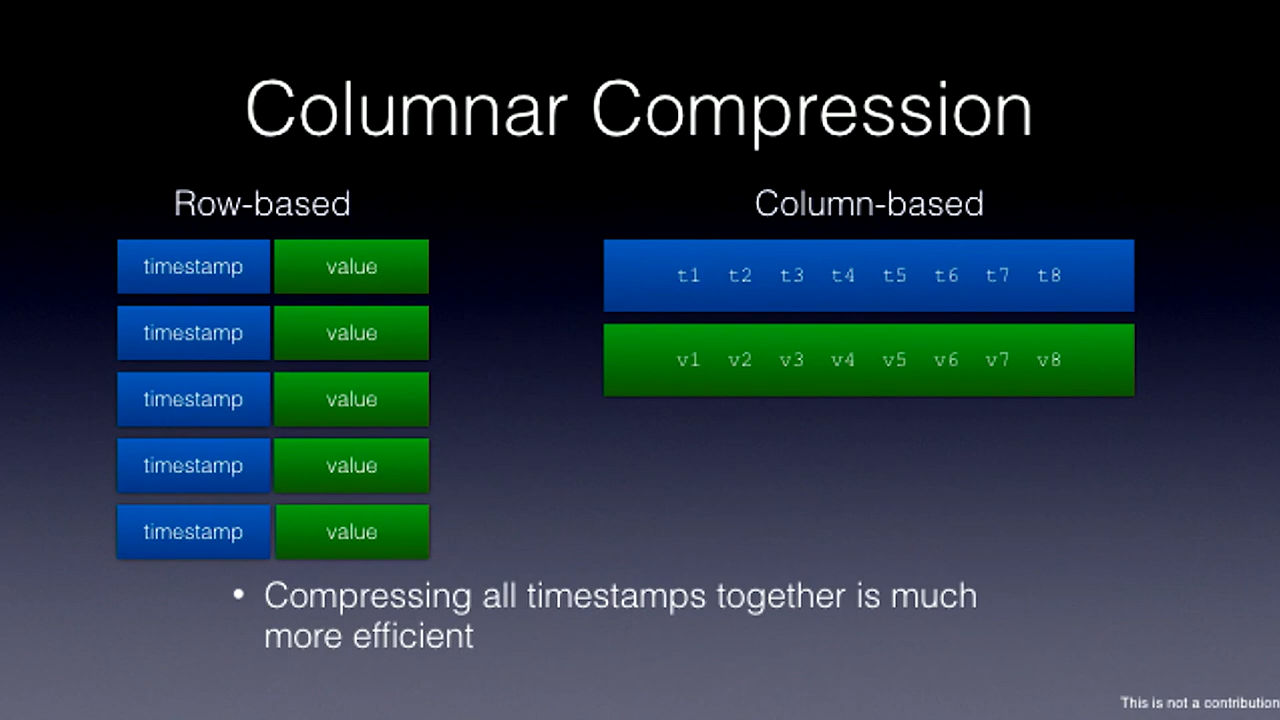 Columnar Compression
Row-based
timestamp value
timestamp value
timestamp value
timestamp value
timestamp value
Column-based
t1 t2 t3 t4 t5 t6 t7 t8
v1 v2 v3 v4 v5 v6 v7 v8
• Compressing all timestamps together is much
more efficient
This is not a contribution